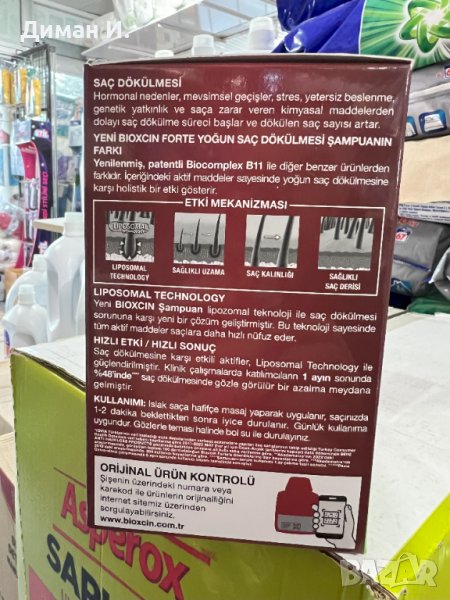 Диман И.
SAÇ DÖKÜLMESİ
Hormonal nedenler, mevsimsel geçişler, stres, yetersiz beslenme,
genetik yatkınlık ve saça zarar veren kimyasal maddelerden
dolayı saç dökülme süreci başlar ve dökülen saç sayısı artar.
YENİ BIOXCIN FORTE YOĞUN SAÇ DÖKÜLMESİ ŞAMPUANIN
FARKI
Yenilenmiş, patentli Biocomplex B11 ile diğer benzer ürünlerden
farklıdır. İçeriğindeki aktif maddeler sayesinde yoğun saç dökülmesine
karşı holistik bir etki gösterir.
ETKİ MEKANİZMASI
LIPOSOMAL
LIPOSOMAL
TECHNOLOGY
SAĞLIKLI UZAMA
SAÇ KALINLIĞI
SAĞLIKLI
SAÇ DERİSİ
LIPOSOMAL TECHNOLOGY
Yeni BIOXCIN Şampuan lipozomal teknoloji ile saç dökülmesi
sorununa karşı yeni bir çözüm geliştirmiştir. Bu teknoloji sayesinde
tüm aktif maddeler saçlara daha hızlı nüfuz eder.
HIZLI ETKİ / HIZLI SONUÇ
Saç dökülmesine karşı etkili aktifler, Liposomal Technology ile
güçlendirilmiştir. Klinik çalışmalarda katılımcıların 1 ayın sonunda
%48'inde*** saç dökülmesinde gözle görülür bir azalma meydana
gelmiştir.
KULLANIMI: Islak saça hafifçe masaj yaparak uygulanır, saçınızda
1-2 dakika beklettikten sonra iyice durulanır. Günlük kullanıma
uygundur. Gözlerle teması halinde bol su ile durulayınız.
ORİJİNAL ÜRÜN KONTROLÜ
Şişenin üzerindeki numara veya
karekod ile ürünlerin orijinalliğini
internet sitemiz üzerinden
sorgulayabilirsiniz.
www.bioxcin.com.tr
Asperox
SARI
bazar.bg